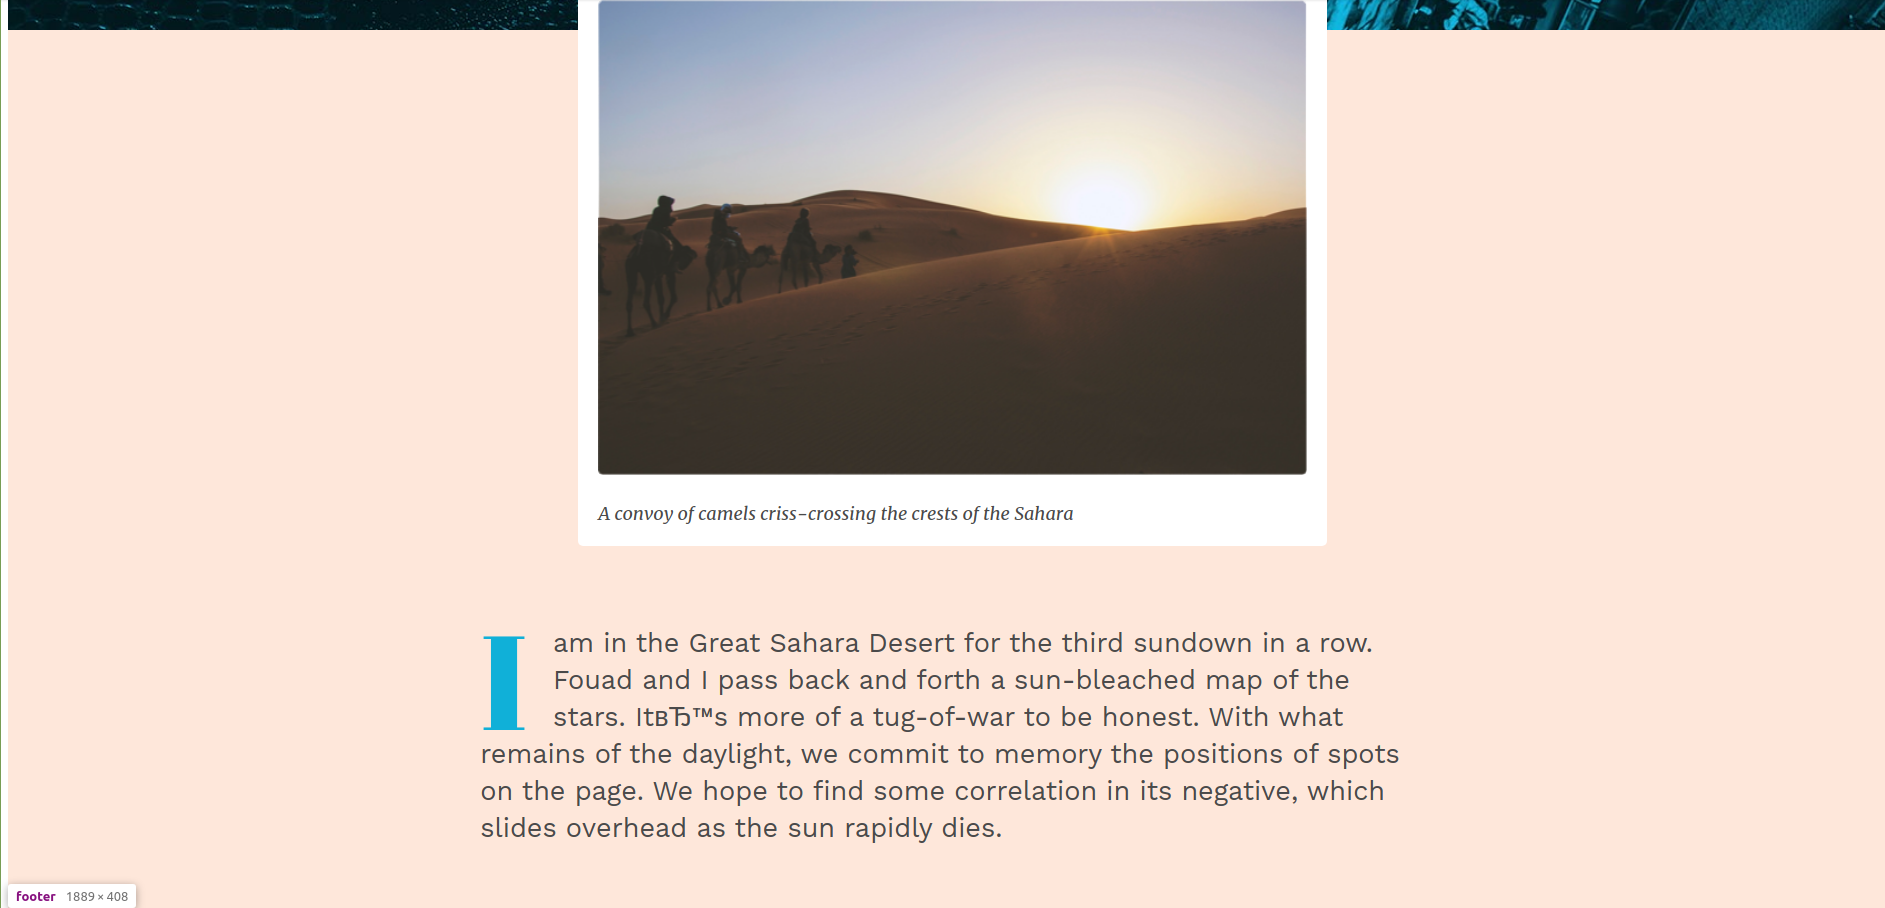 A convoy of camels criss-crossing the crests of the Sahara
I am in the Great Sahara Desert for the third sundown in a row.
Fouad and I pass back and forth a sun-bleached map of the
stars. ItвЂ™s more of a tug-of-war to be honest. With what
remains of the daylight, we commit to memory the positions of spots
on the page. We hope to find some correlation in its negative, which
slides overhead as the sun rapidly dies.
footer 1889 × 408